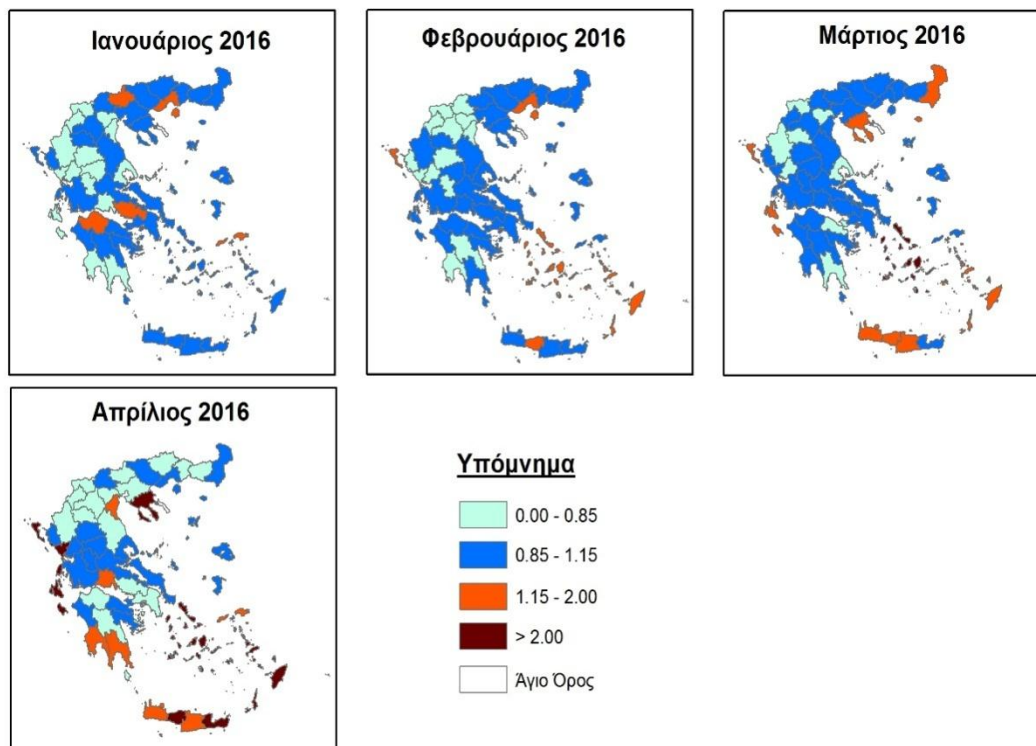 Ιανουάριος 2016
Φεβρουάριος 2016
Μάρτιος 2016
Απρίλιος 2016
Υπόμνημα
0.00 - 0.85
0.85 - 1.15
1.15 - 2.00
> 2.00
Άγιο Όρος